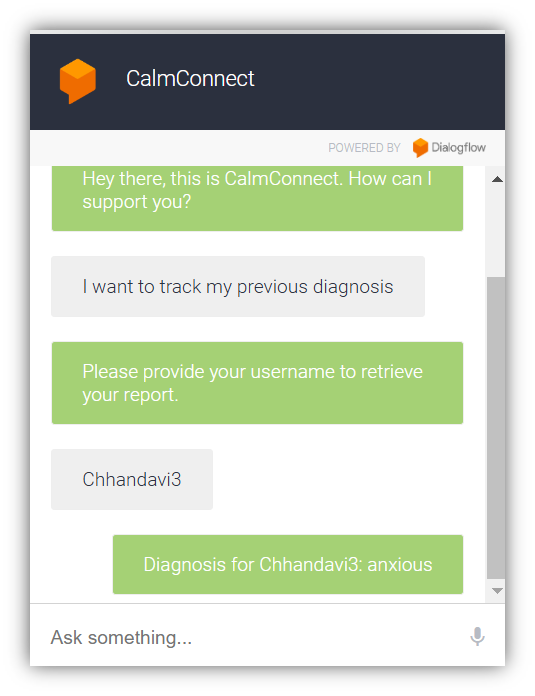 CalmConnect
POWERED BY Dialogflow
Hey there, this is CalmConnect. How can I
support you?
I want to track my previous diagnosis
Please provide your username to retrieve
your report.
Chhandavi3
Diagnosis for Chhandavi3: anxious
Ask something...